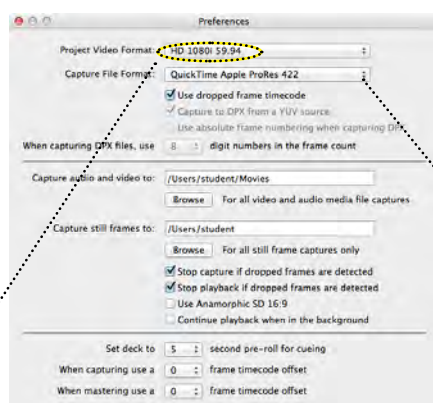 Preferences
Project Video Format: HD 1080i 59.94
Capture File Format: QuickTime Apple ProRes 422
Use dropped frame timecode
Capture to DPX from a YUV source
Use absolute frame numbering when capturing DPX
When capturing DPX files, use 8 digit numbers in the frame count
Capture audio and video to: /Users/student/Movies
Browse For all video and audio media file captures
Capture still frames to: /Users/student
Browse For all still frame captures only
Stop capture if dropped frames are detected
Stop playback if dropped frames are detected
Use Anamorphic SD 16:9
Continue playback when in the background
Set deck to 5 second pre-roll for cueing
When capturing use a 0 frame timecode offset
When mastering use a 0 frame timecode offset